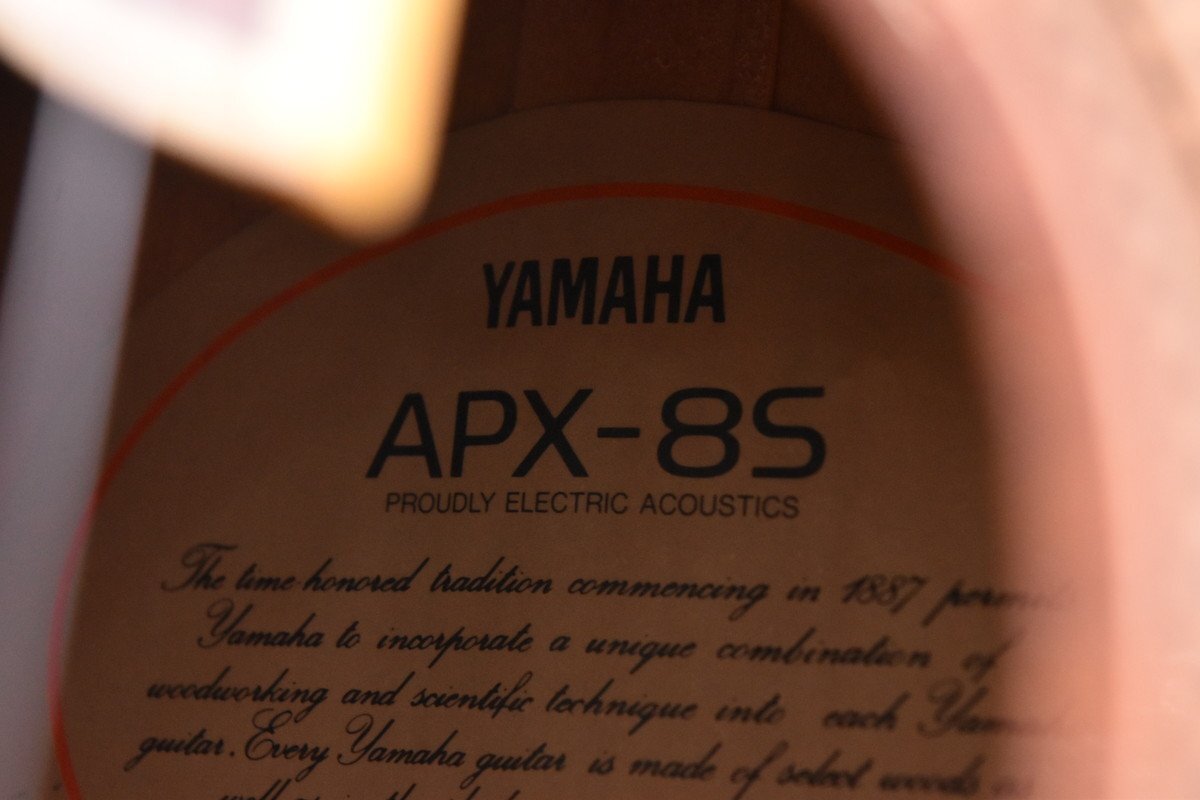 YAMAHA
APX-8S
PROUDLY ELECTRIC ACOUSTICS
The time-honored tradition commencing in 1887
Yamaha to incorporate a unique combination of
woodworking and scientific technique into each
guitar. Every Yamaha guitar is made of select woods